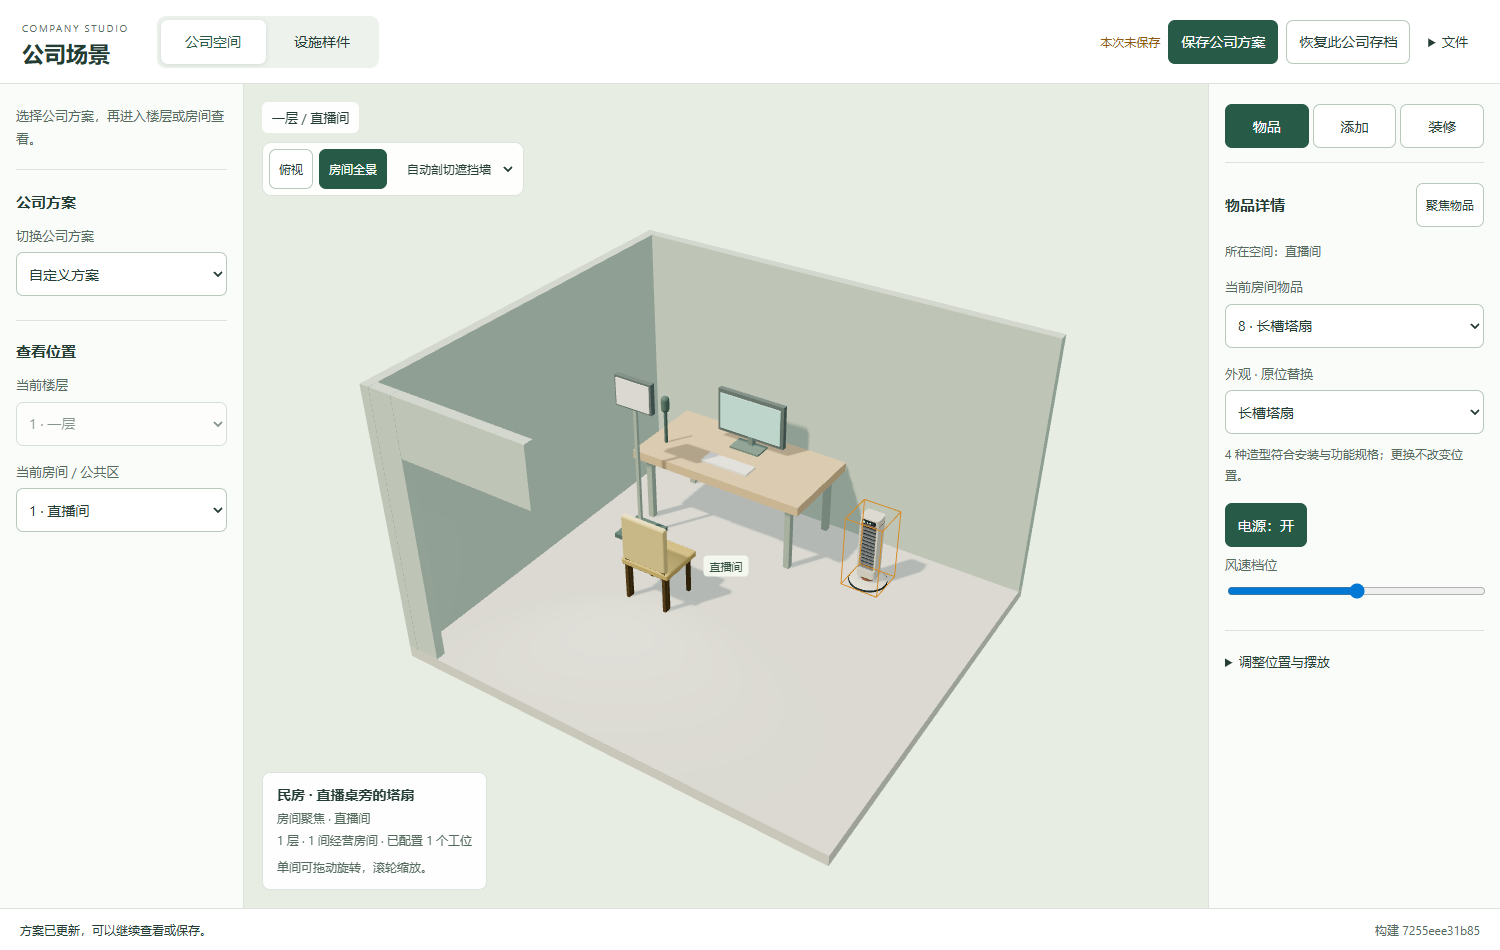 COMPANY STUDIO
公司场景
公司空间
设施样件
本次未保存
保存公司方案
恢复此公司存档
文件
选择公司方案，再进入楼层或房间查
看。
公司方案
切换公司方案
自定义方案
查看位置
当前楼层
1 · 一层
当前房间 / 公共区
1 · 直播间
一层 / 直播间
俯视
房间全景
自动剖切遮挡墙
直播间
民房 · 直播桌旁的塔扇
房间聚焦 · 直播间
1 层 · 1 间经营房间 · 已配置 1 个工位
单间可拖动旋转，滚轮缩放。
物品
添加
装修
物品详情
聚焦物品
所在空间：直播间
当前房间物品
8 · 长槽塔扇
外观 · 原位替换
长槽塔扇
4 种造型符合安装与功能规格；更换不改变位
置。
电源：开
风速档位
调整位置与摆放
方案已更新，可以继续查看或保存。
构建 7255eee31b85